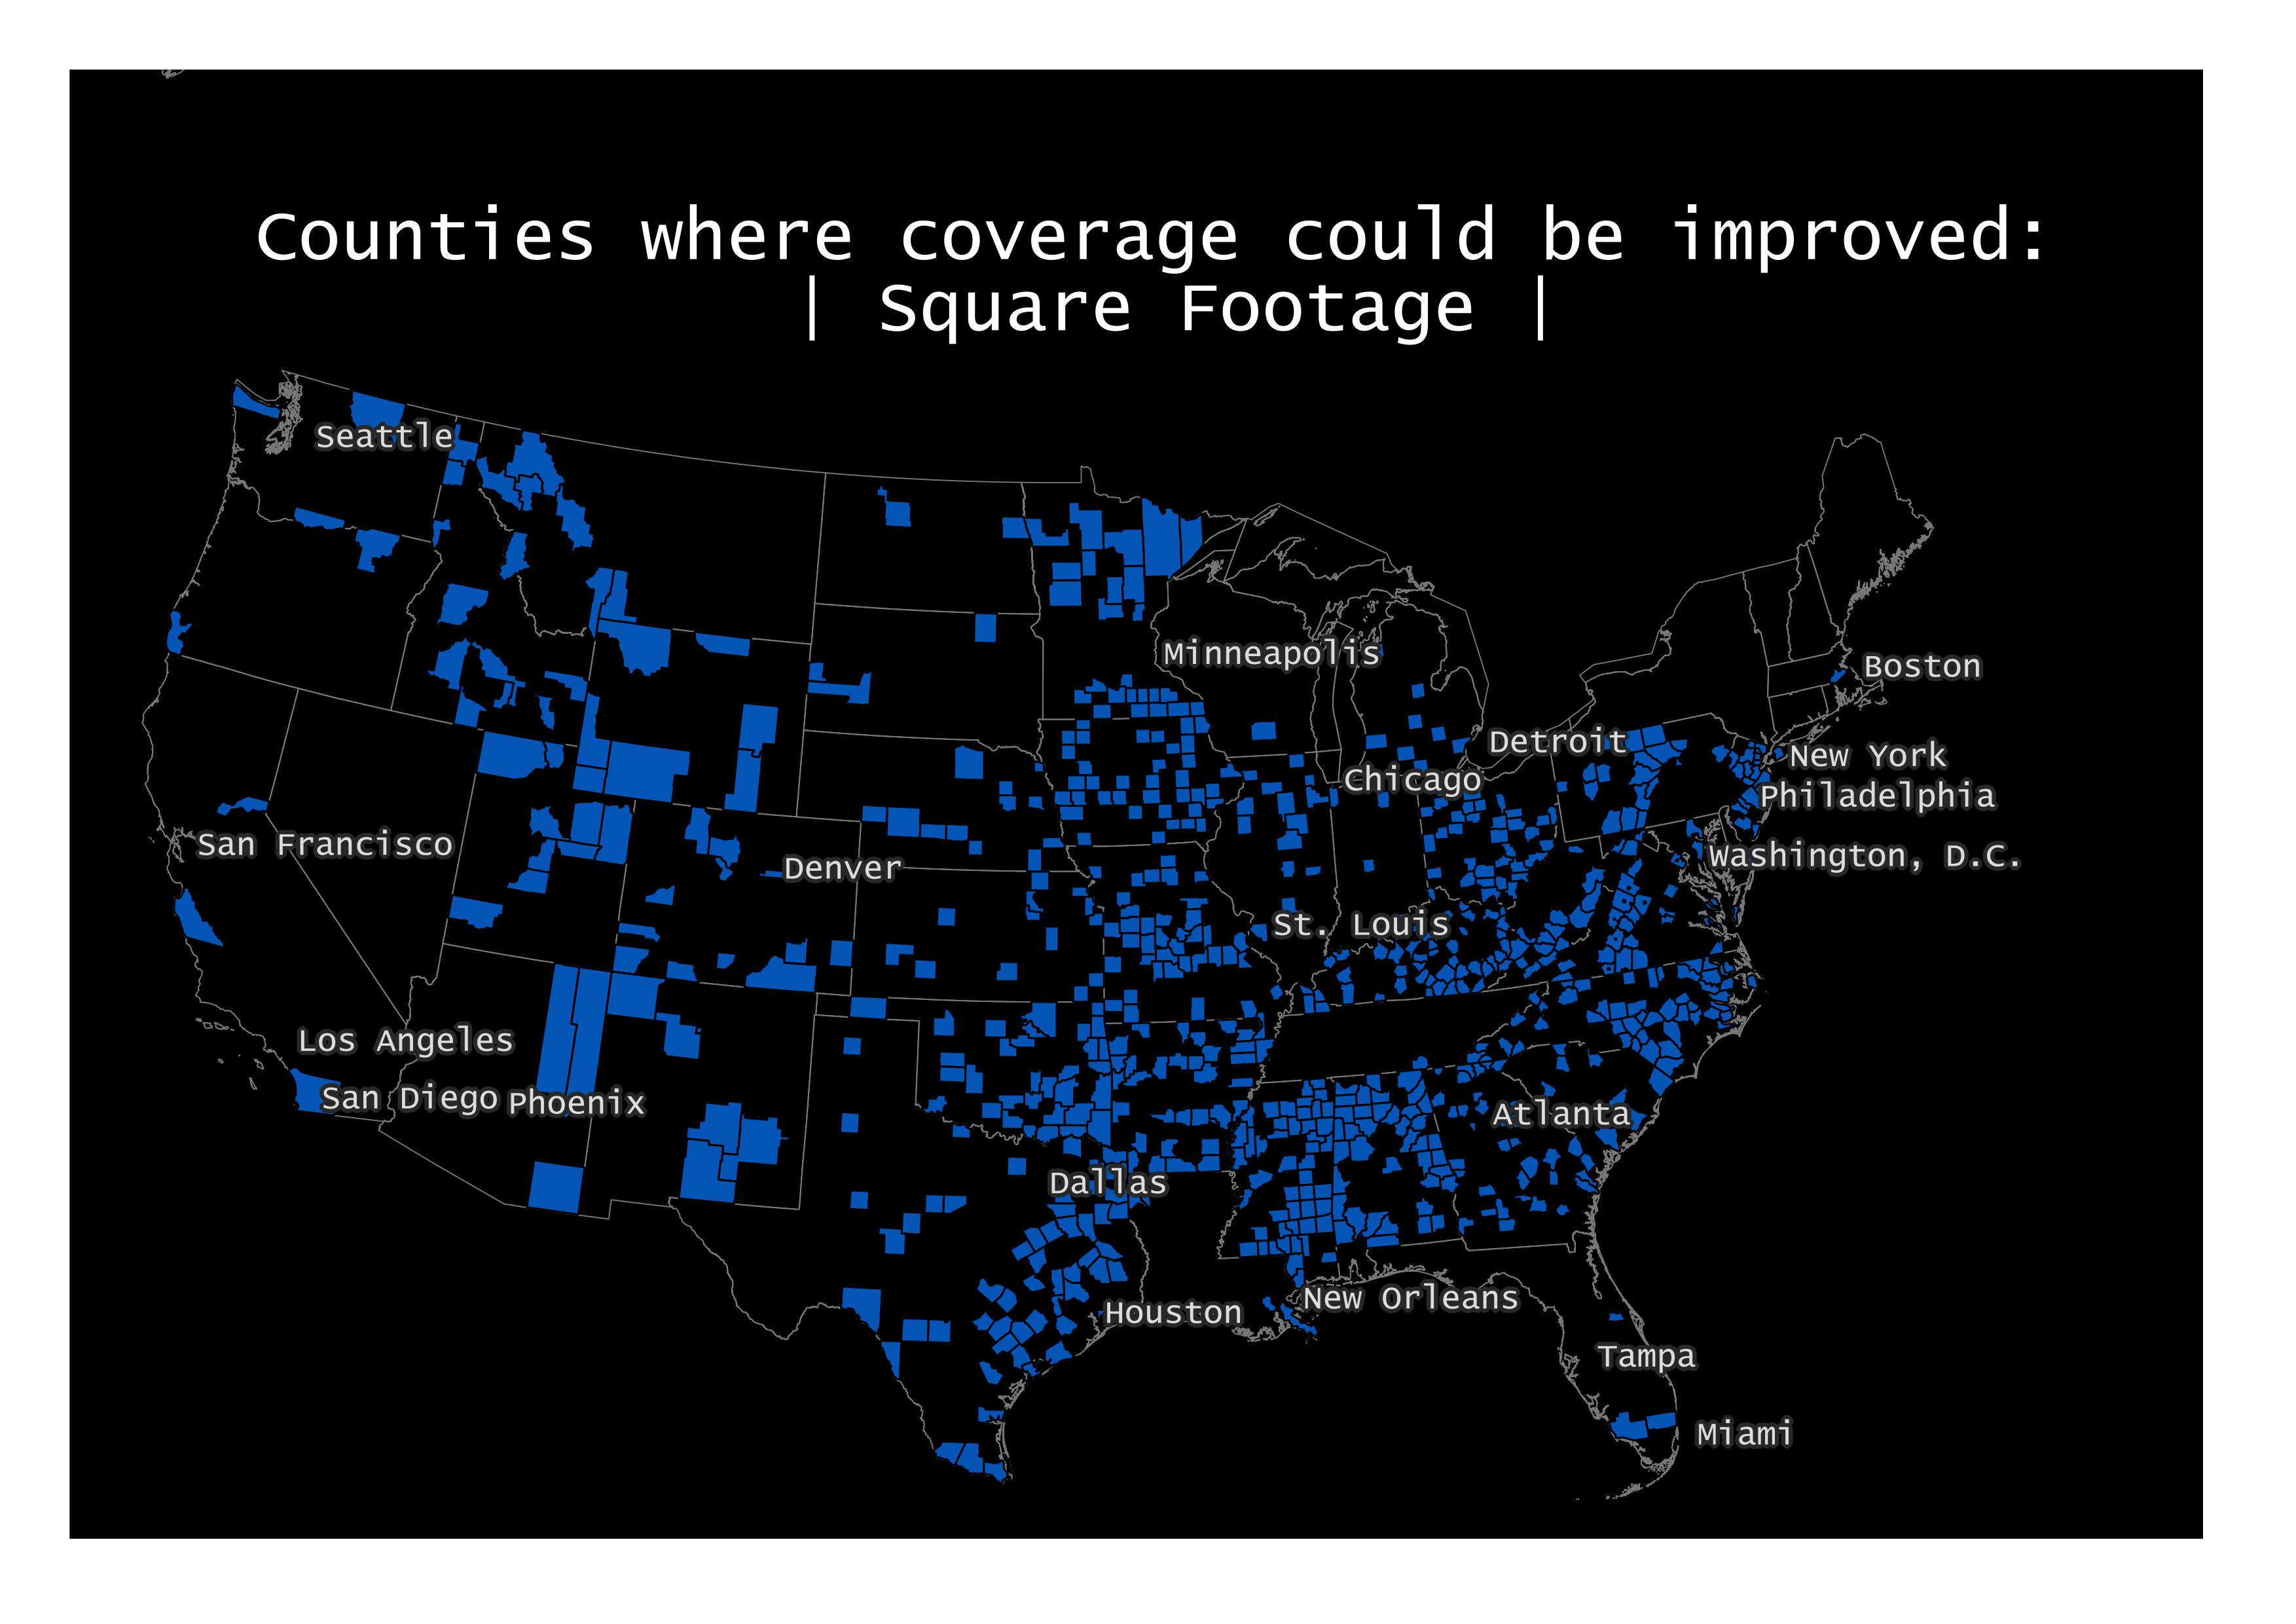 Counties where coverage could be improved:
| Square Footage |
Seattle
Minneapolis
Boston
Detroit
New York
Chicago
Philadelphia
San Francisco
Denver
Washington, D.C.
St. Louis
Los Angeles
San Diego
Phoenix
Atlanta
Dallas
Houston
New Orleans
Tampa
Miami